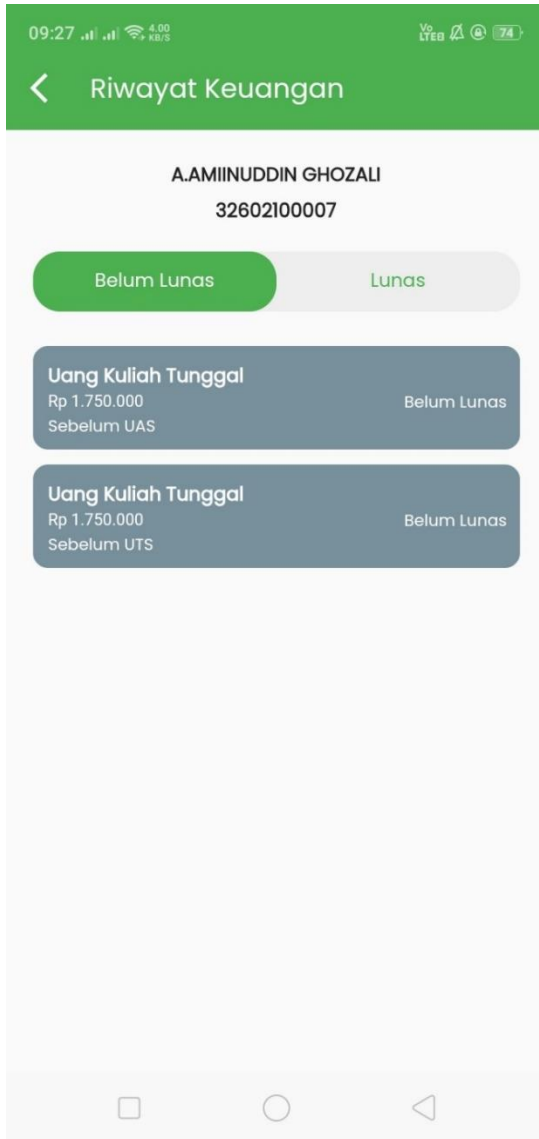 09:27 4.00 KB/S Vo LTE 74
Riwayat Keuangan
A.AMIINUDDIN GHOZALI
32602100007
Belum Lunas Lunas
Uang Kuliah Tunggal
Rp 1.750.000
Belum Lunas
Sebelum UAS
Uang Kuliah Tunggal
Rp 1.750.000
Belum Lunas
Sebelum UTS